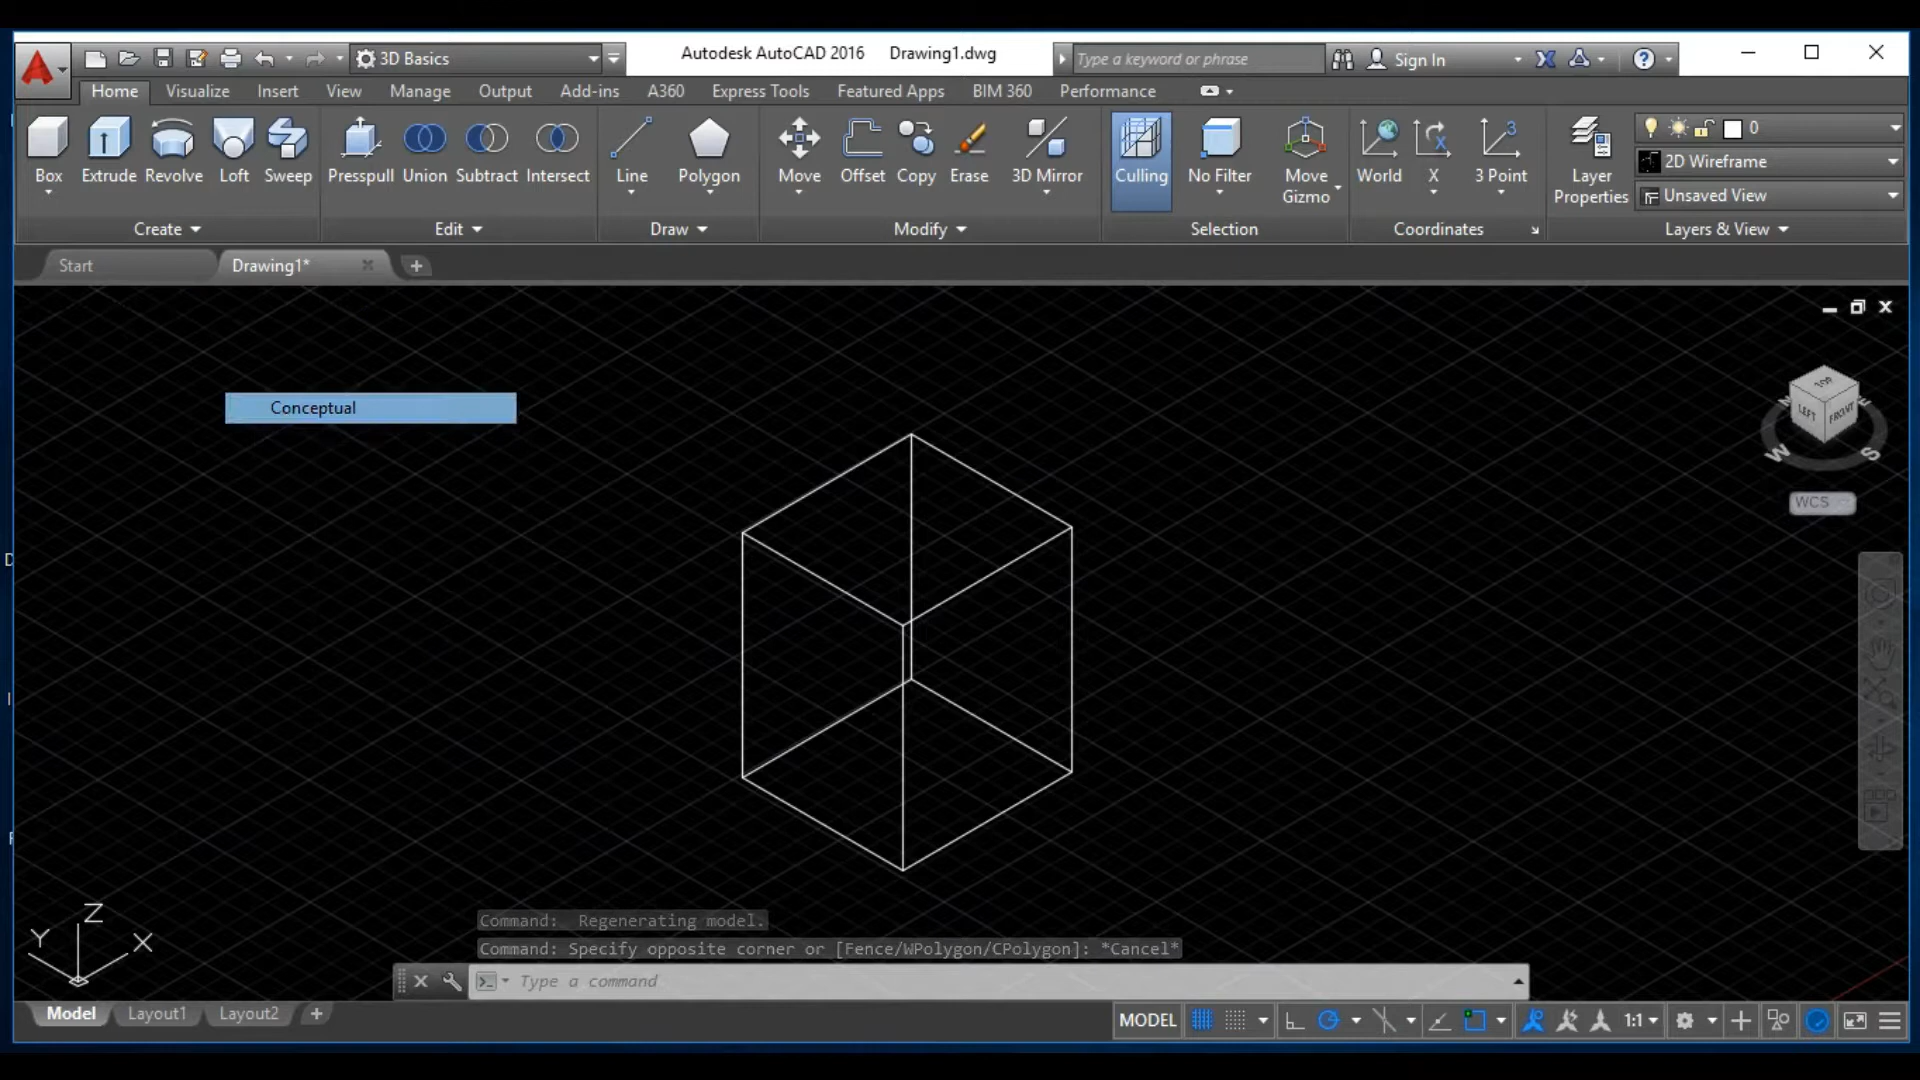 3D Basics
Autodesk AutoCAD 2016 Drawing1.dwg
Type a keyword or phrase
Sign In
Home Visualize Insert View Manage Output Add-ins A360 Express Tools Featured Apps BIM 360 Performance
Box Extrude Revolve Loft Sweep
Presspull Union Subtract Intersect
Line Polygon
Move Offset Copy Erase 3D Mirror
Culling No Filter Move Gizmo
World X 3 Point
Layer Properties
0
2D Wireframe
Unsaved View
Create Edit Draw Modify Selection Coordinates Layers & View
Start Drawing1*
Conceptual
TOP
LEFT FRONT
W S
WCS
Z
Y X
Command: Regenerating model.
Command: Specify opposite corner or [Fence/WPolygon/CPolygon]: *Cancel*
Type a command
Model Layout1 Layout2
MODEL 1:1